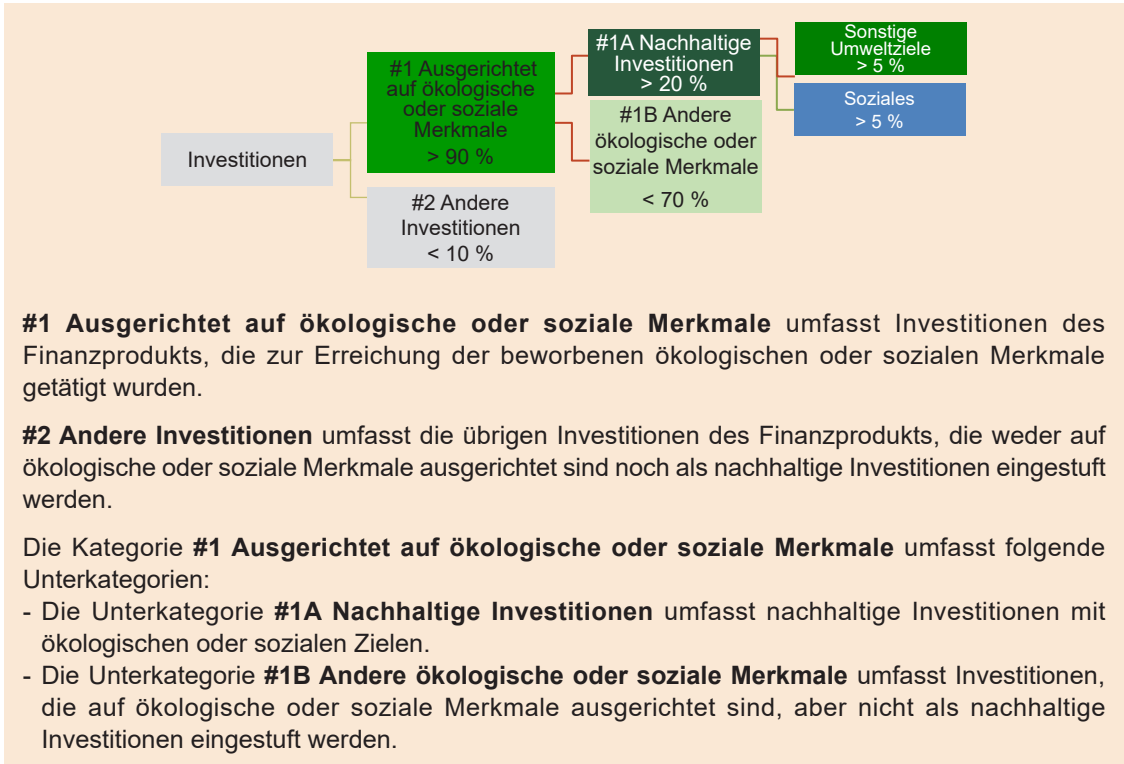 Investitionen
#1 Ausgerichtet
auf ökologische
oder soziale
Merkmale
> 90 %
#2 Andere
Investitionen
< 10 %
#1A Nachhaltige
Investitionen
> 20 %
#1B Andere
ökologische oder
soziale Merkmale
< 70 %
Sonstige
Umweltziele
> 5 %
Soziales
> 5 %
#1 Ausgerichtet auf ökologische oder soziale Merkmale umfasst Investitionen des
Finanzprodukts, die zur Erreichung der beworbenen ökologischen oder sozialen Merkmale
getätigt wurden.
#2 Andere Investitionen umfasst die übrigen Investitionen des Finanzprodukts, die weder auf
ökologische oder soziale Merkmale ausgerichtet sind noch als nachhaltige Investitionen eingestuft
werden.
Die Kategorie #1 Ausgerichtet auf ökologische oder soziale Merkmale umfasst folgende
Unterkategorien:
- Die Unterkategorie #1A Nachhaltige Investitionen umfasst nachhaltige Investitionen mit
ökologischen oder sozialen Zielen.
- Die Unterkategorie #1B Andere ökologische oder soziale Merkmale umfasst Investitionen,
die auf ökologische oder soziale Merkmale ausgerichtet sind, aber nicht als nachhaltige
Investitionen eingestuft werden.